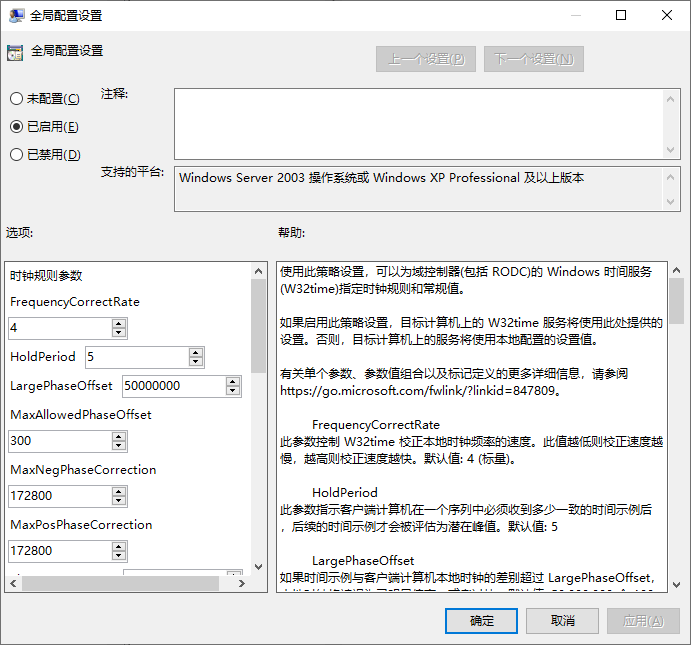 全局配置设置
全局配置设置
上一个设置(P)
下一个设置(N)
未配置(C)
已启用(E)
已禁用(D)
注释:
支持的平台:
Windows Server 2003 操作系统或 Windows XP Professional 及以上版本
选项:
帮助:
时钟规则参数
FrequencyCorrectRate
4
HoldPeriod 5
LargePhaseOffset 50000000
MaxAllowedPhaseOffset
300
MaxNegPhaseCorrection
172800
MaxPosPhaseCorrection
172800
使用此策略设置，可以为域控制器(包括 RODC)的 Windows 时间服务
(W32time)指定时钟规则和常规值。
如果启用此策略设置，目标计算机上的 W32time 服务将使用此处提供的
设置。否则，目标计算机上的服务将使用本地配置的设置值。
有关单个参数、参数值组合以及标记定义的更多详细信息，请参阅
https://go.microsoft.com/fwlink/?linkid=847809。
FrequencyCorrectRate
此参数控制 W32time 校正本地时钟频率的速度。此值越低则校正速度越
慢，越高则校正速度越快。默认值: 4 (标量)。
HoldPeriod
此参数指示客户端计算机在一个序列中必须收到多少一致的时间示例后
，后续的时间示例才会被评估为潜在峰值。默认值: 5
LargePhaseOffset
如果时间示例与客户端计算机本地时钟的差别超过 LargePhaseOffset，
确定
取消
应用(A)